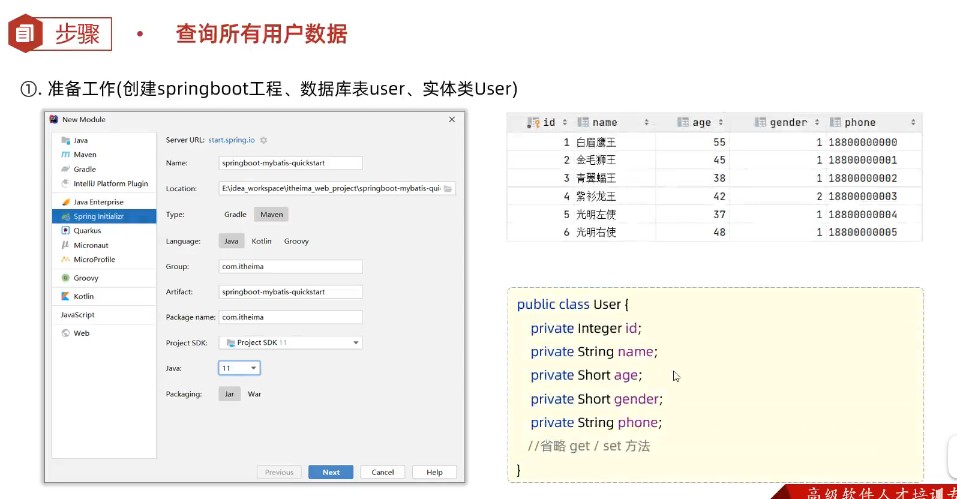 步骤 • 查询所有用户数据
①. 准备工作(创建springboot工程、数据库表user、实体类User)
New Module
Java
Maven
Gradle
IntelliJ Platform Plugin
Java Enterprise
Spring Initializr
Quarkus
Micronaut
MicroProfile
Groovy
Kotlin
JavaScript
Web
Server URL: start.spring.io
Name: springboot-mybatis-quickstart
Location: E:\idea_workspace\itheima_web_project\springboot-mybatis-qui
Type: Gradle Maven
Language: Java Kotlin Groovy
Group: com.itheima
Artifact: springboot-mybatis-quickstart
Package name: com.itheima
Project SDK: Project SDK 11
Java: 11
Packaging: Jar War
Previous Next Cancel Help
id name age gender phone
1 白眉鹰王 55 1 18800000000
2 金毛狮王 45 1 18800000001
3 青翼蝠王 38 1 18800000002
4 紫衫龙王 42 2 18800000003
5 光明左使 37 1 18800000004
6 光明右使 48 1 18800000005
public class User {
private Integer id;
private String name;
private Short age;
private Short gender;
private String phone;
//省略 get / set 方法
}
高级软件人才培训专